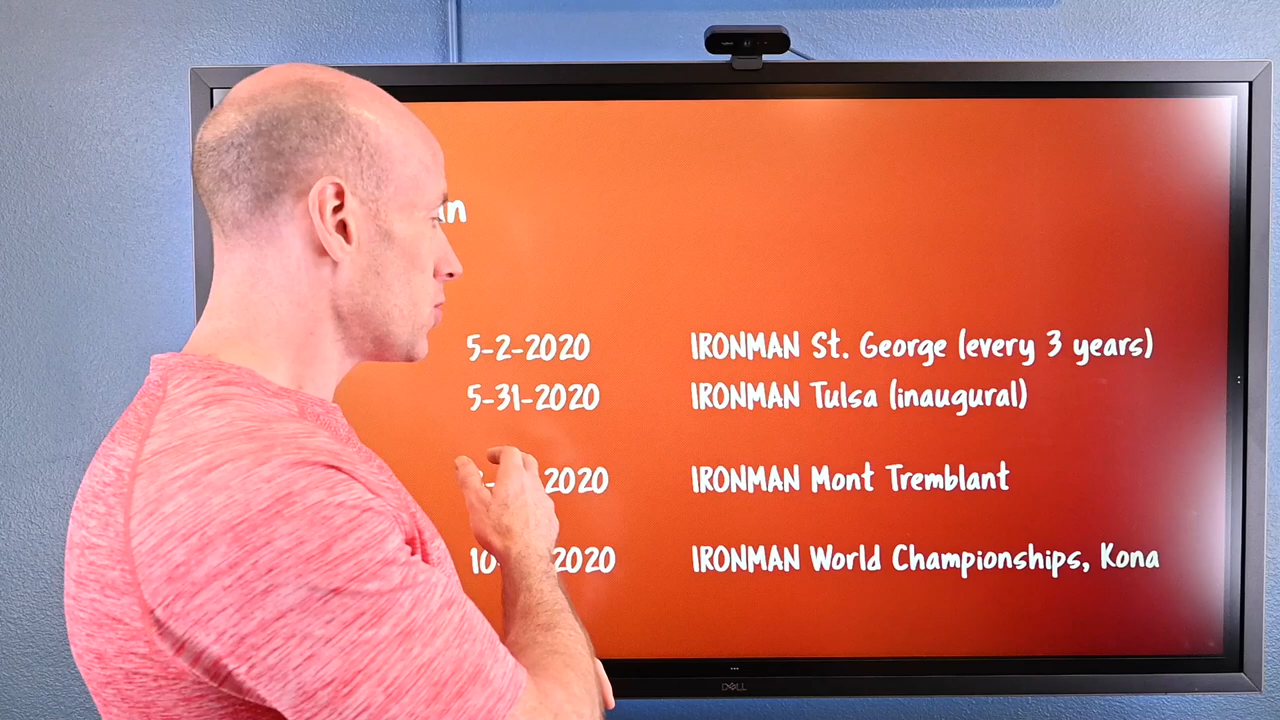 5-2-2020 IRONMAN St. George (every 3 years)
5-31-2020 IRONMAN Tulsa (inaugural)
2020 IRONMAN Mont Tremblant
10- 2020 IRONMAN World Championships, Kona
DELL